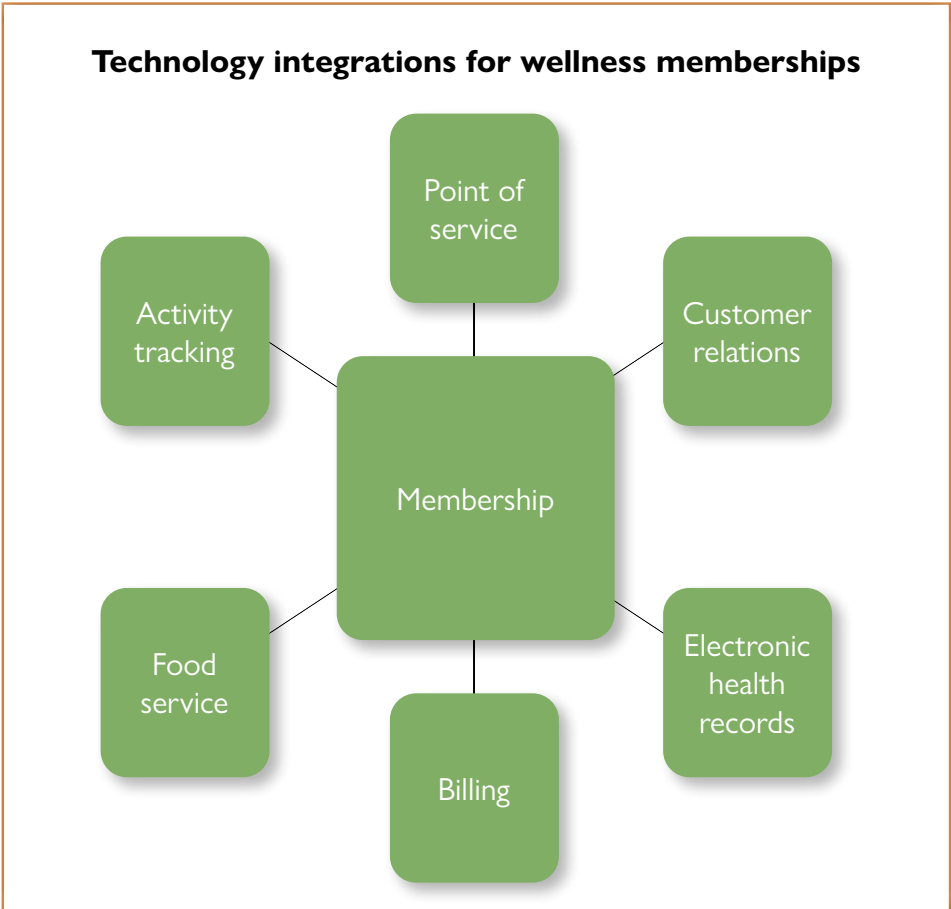 Technology integrations for wellness memberships
Point of
service
Activity
tracking
Customer
relations
Membership
Food
service
Electronic
health
records
Billing